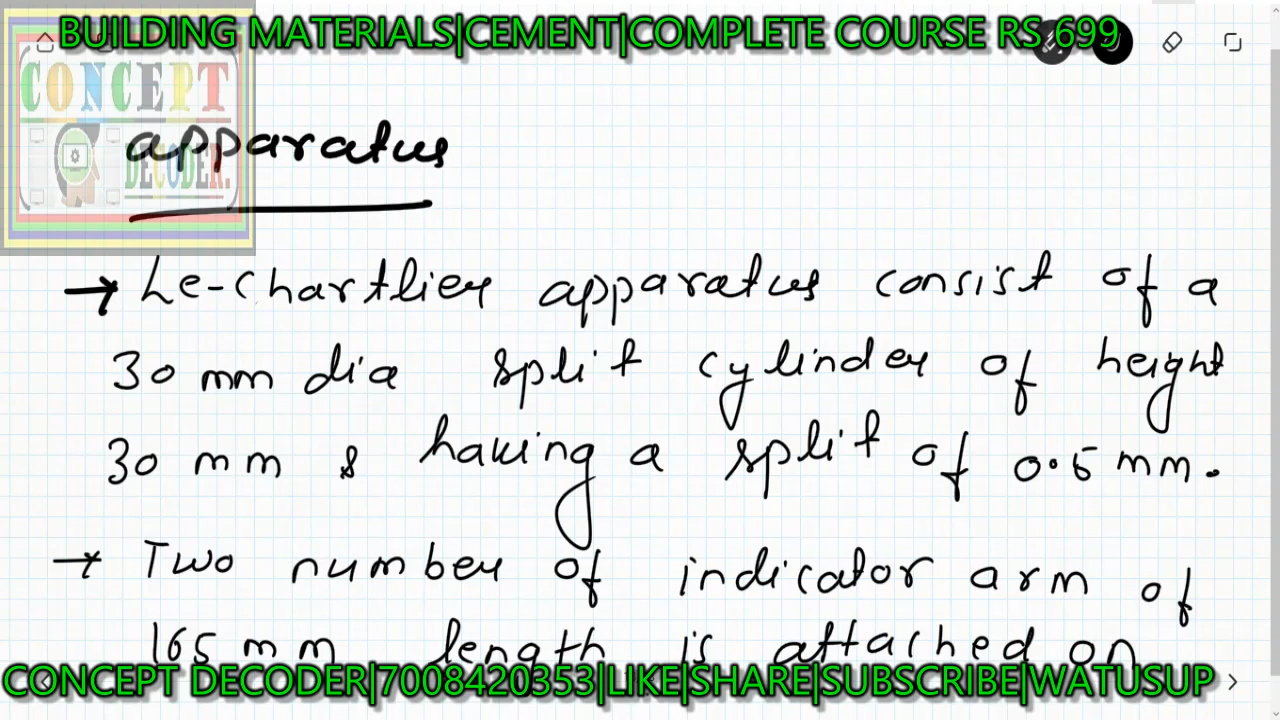 BUILDING MATERIALS|CEMENT|COMPLETE COURSE RS 699
CONCEPT
DECODER.
apparatus
→ Le-Chartlier apparatus consist of a
30 mm dia split cylinder of height
30 mm & having a split of 0.5 mm.
→ Two number of indicator arm of
165 mm length is attached on
CONCEPT DECODER|7008420353|LIKE|SHARE|SUBSCRIBE|WATUSUP